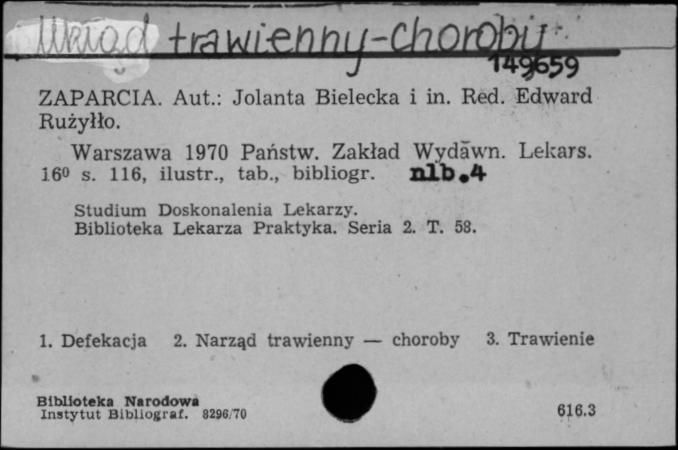 Układ trawienny-choroby
149659
ZAPARCIA. Aut.: Jolanta Bielecka i in. Red. Edward
Rużyłło.
Warszawa 1970 Państw. Zakład Wydawn. Lekars.
16º s. 116, ilustr., tab., bibliogr. nlb.4
Studium Doskonalenia Lekarzy.
Biblioteka Lekarza Praktyka. Seria 2. T. 58.
1. Defekacja 2. Narząd trawienny — choroby 3. Trawienie
Biblioteka Narodowa
Instytut Bibliograf. 8296/70
616.3